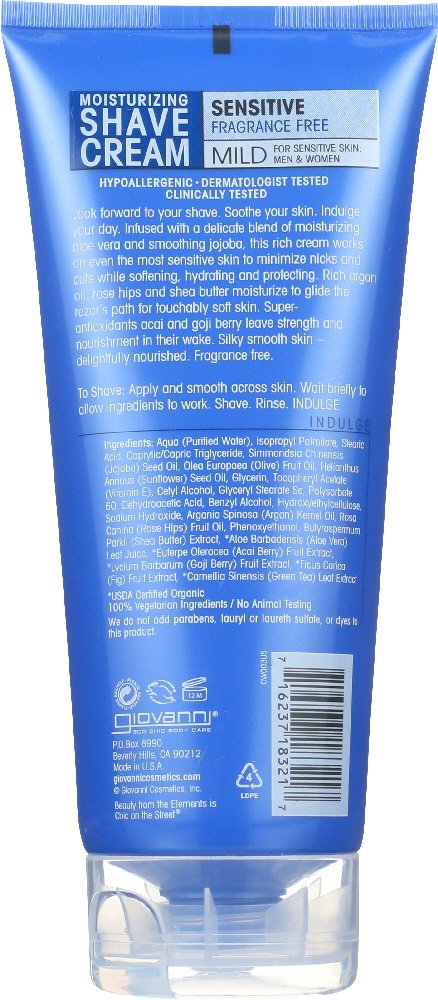 MOISTURIZING
SHAVE
CREAM
SENSITIVE
FRAGRANCE FREE
MILD
FOR SENSITIVE SKIN:
MEN & WOMEN
HYPOALLERGENIC · DERMATOLOGIST TESTED
CLINICALLY TESTED
Look forward to your shave. Soothe your skin. Indulge
your day. Infused with a delicate blend of moisturizing
aloe vera and smoothing jojoba, this rich cream works
on even the most sensitive skin to minimize nicks and
cuts while softening, hydrating and protecting. Rich argan
oil, rose hips and shea butter moisturize to glide the
razor's path for touchably soft skin. Super-
antioxidants acai and goji berry leave strength and
nourishment in their wake. Silky smooth skin –
delightfully nourished. Fragrance free.
To Shave: Apply and smooth across skin. Wait briefly to
allow ingredients to work. Shave. Rinse. INDULGE
INDULGE
Ingredients: Aqua (Purified Water), Isopropyl Palmitate, Stearic
Acid, Caprylic/Capric Triglyceride, Simmondsia Chinensis
(Jojoba) Seed Oil, Olea Europaea (Olive) Fruit Oil, Helianthus
Annuus (Sunflower) Seed Oil, Glycerin, Tocopheryl Acetate
(Vitamin E), Cetyl Alcohol, Glyceryl Stearate Se, Polysorbate
60, Dehydroacetic Acid, Benzyl Alcohol, Hydroxyethylcellulose,
Sodium Hydroxide, Argania Spinosa (Argan) Kernel Oil, Rosa
Canina (Rose Hips) Fruit Oil, Phenoxyethanol, Butyrospermum
Parkii (Shea Butter) Extract, *Aloe Barbadensis (Aloe Vera)
Leaf Juice, *Euterpe Oleracea (Acai Berry) Fruit Extract,
*Lycium Barbarum (Goji Berry) Fruit Extract, *Ficus Carica
(Fig) Fruit Extract, *Camellia Sinensis (Green Tea) Leaf Extract
*USDA Certified Organic
100% Vegetarian Ingredients / No Animal Testing
We do not add parabens, lauryl or laureth sulfate, or dyes to
this product.
12M
giovanni®
ECO CHIC BODY CARE
P.O.Box 6990
Beverly Hills, CA 90212
Made in U.S.A.
giovannicosmetics.com
© Giovanni Cosmetics, Inc.
Beauty from the Elements is
Chic on the Street®
4
LDPE
CW003US
7 16237 18321 7